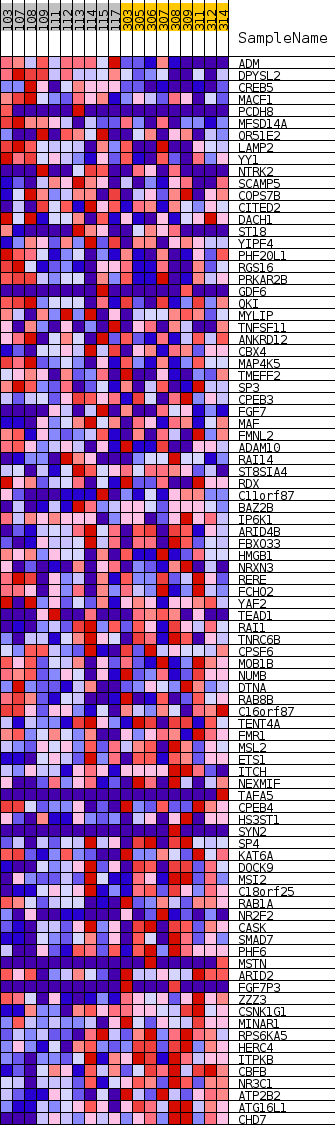 103 107 108 109 111 112 113 114 115 117 303 305 306 307 308 309 311 312 314
SampleName
ADM
DPYSL2
CREB5
MACF1
PCDH8
MFSD14A
OR51E2
LAMP2
YY1
NTRK2
SCAMP5
COPS7B
CITED2
DACH1
ST18
YIPF4
PHF20L1
RGS16
PRKAR2B
GDF6
QKI
MYLIP
TNFSF11
ANKRD12
CBX4
MAP4K5
TMEFF2
SP3
CPEB3
FGF7
MAF
FMNL2
ADAM10
RAI14
ST8SIA4
RDX
C11orf87
BAZ2B
IP6K1
ARID4B
FBXO33
HMGB1
NRXN3
RERE
FCHO2
YAF2
TEAD1
RAI1
TNRC6B
CPSF6
MOB1B
NUMB
DTNA
RAB8B
C16orf87
TENT4A
FMR1
MSL2
ETS1
ITCH
NEXMIF
TAFA5
CPEB4
HS3ST1
SYN2
SP4
KAT6A
DOCK9
MSI2
C18orf25
RAB1A
NR2F2
CASK
SMAD7
PHF6
MSTN
ARID2
FGF7P3
ZZZ3
CSNK1G1
MINAR1
RPS6KA5
HERC4
ITPKB
CBFB
NR3C1
ATP2B2
ATG16L1
CHD7